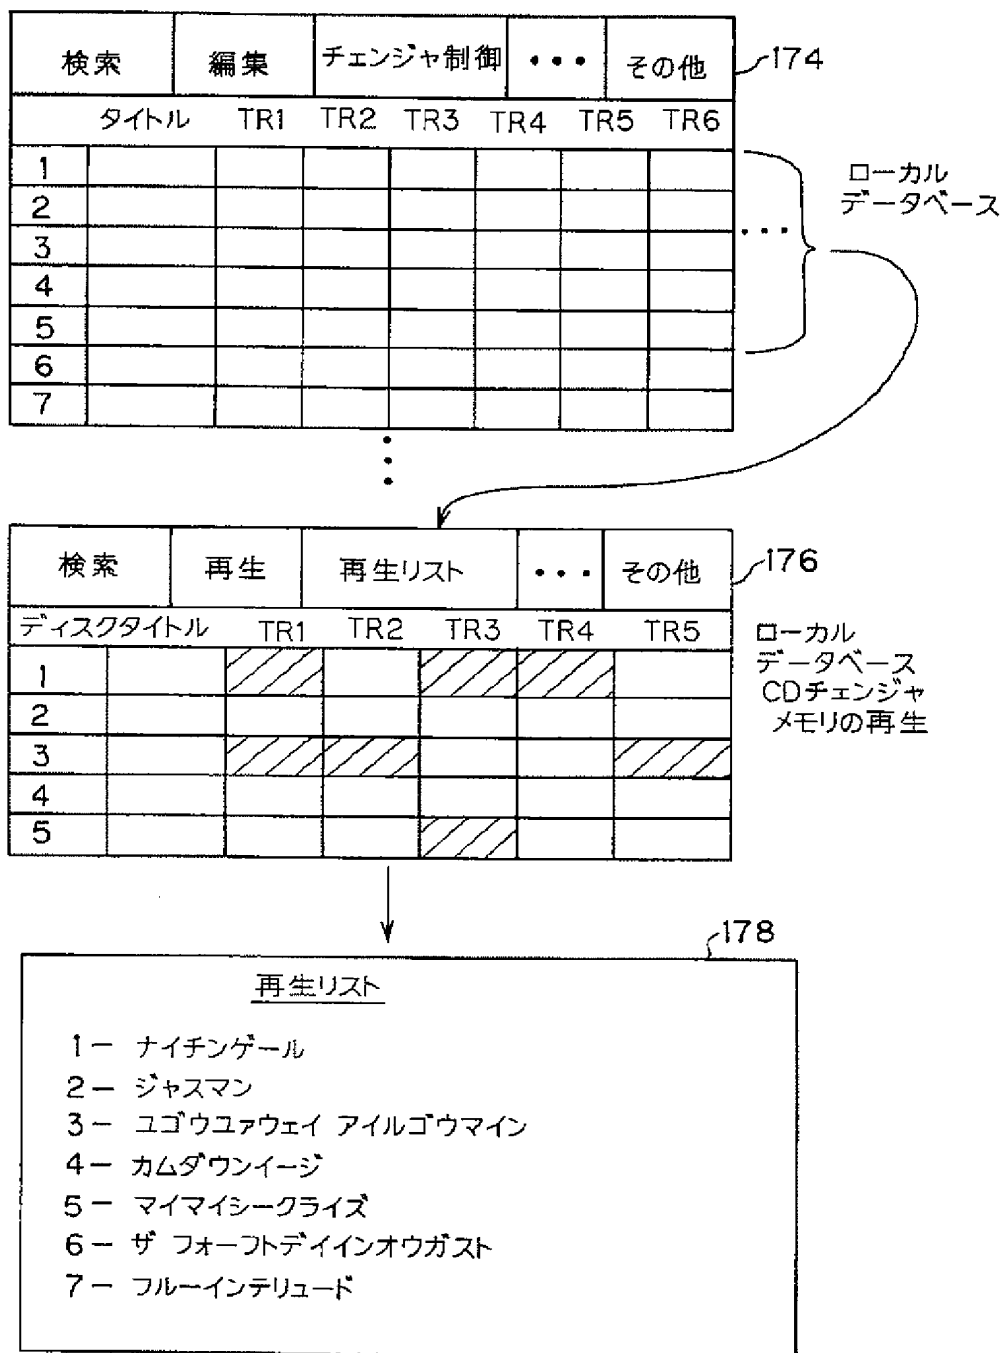 検索 編集 チェンジャ制御 ・・・ その他 174
タイトル TR1 TR2 TR3 TR4 TR5 TR6
1
2
3
4
5
6
7
ローカル
データベース
検索 再生 再生リスト ・・・ その他 176
ディスクタイトル TR1 TR2 TR3 TR4 TR5
1
2
3
4
5
ローカル
データベース
CDチェンジャ
メモリの再生
178
再生リスト
1ー ナイチンゲール
2ー ジャスマン
3ー ユゴウユァウェイ アイルゴウマイン
4ー カムダウンイージ
5ー マイマイシークライズ
6ー ザ フォーフトデイインオウガスト
7ー フルーインテリュード